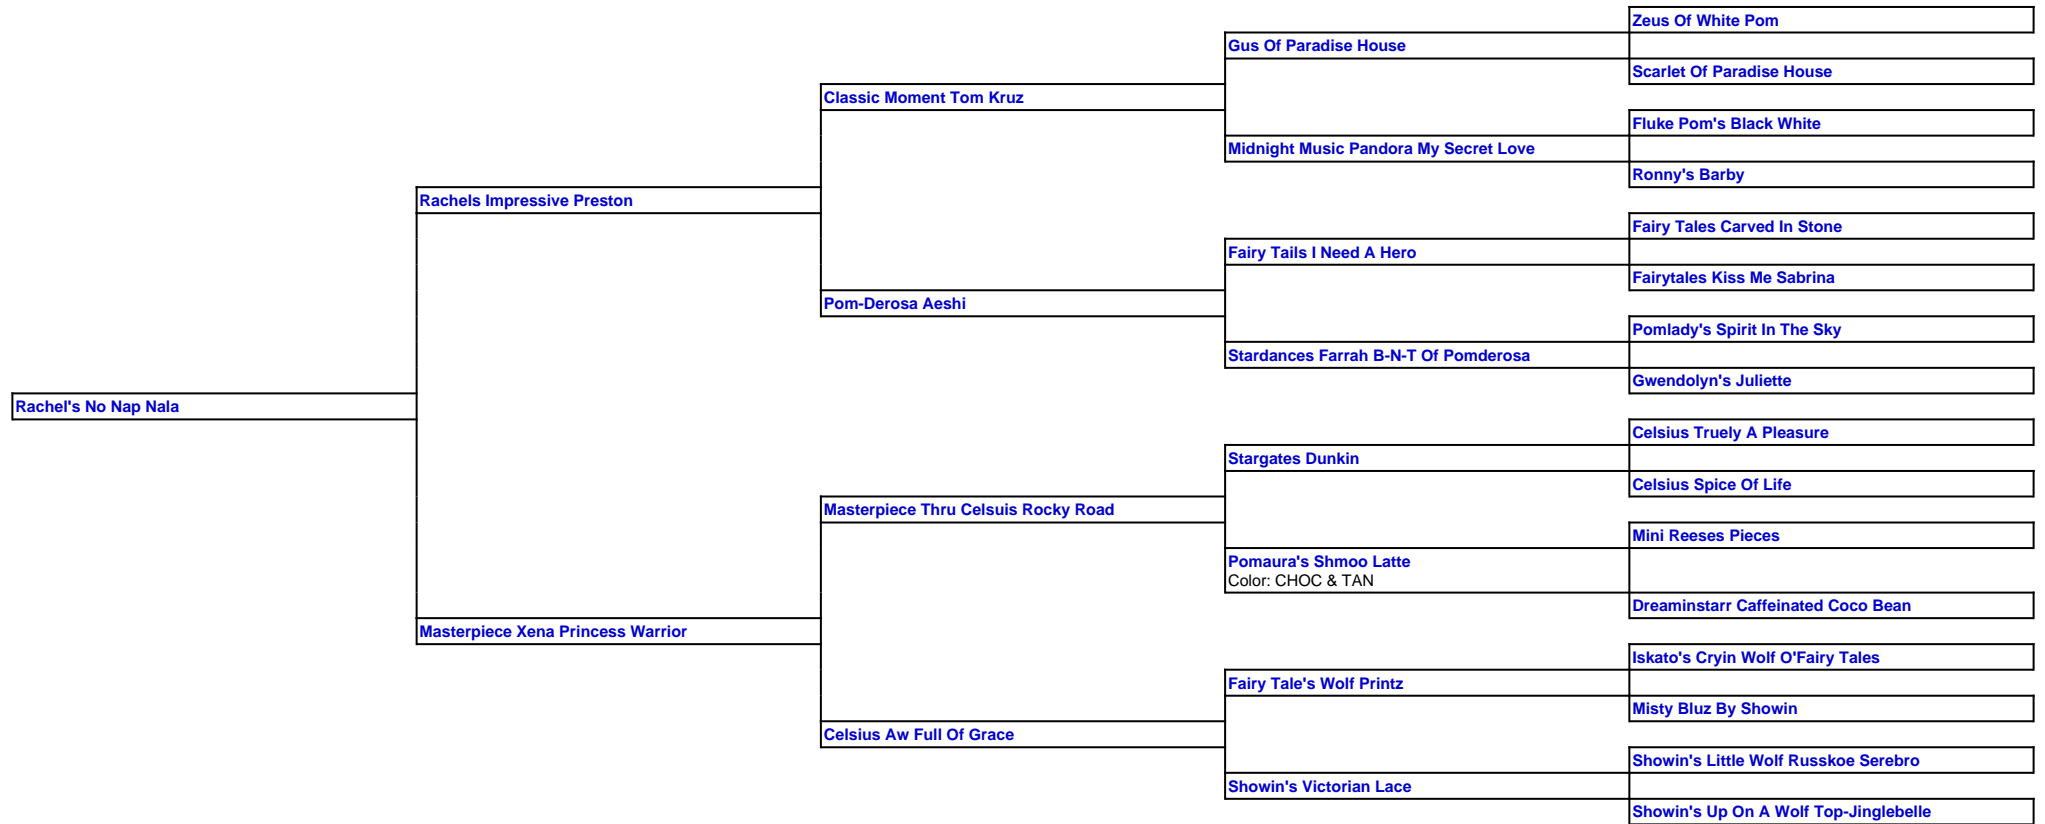 Zeus Of White Pom
Gus Of Paradise House
Scarlet Of Paradise House
Classic Moment Tom Kruz
Fluke Pom's Black White
Midnight Music Pandora My Secret Love
Ronny's Barby
Rachels Impressive Preston
Fairy Tales Carved In Stone
Fairy Tails I Need A Hero
Fairytales Kiss Me Sabrina
Pom-Derosa Aeshi
Pomlady's Spirit In The Sky
Stardances Farrah B-N-T Of Pomderosa
Gwendolyn's Juliette
Rachel's No Nap Nala
Celsius Truely A Pleasure
Stargates Dunkin
Celsius Spice Of Life
Masterpiece Thru Celsuis Rocky Road
Mini Reeses Pieces
Pomaura's Shmoo Latte
Color: CHOC & TAN
Dreaminstarr Caffeinated Coco Bean
Masterpiece Xena Princess Warrior
Iskato's Cryin Wolf O'Fairy Tales
Fairy Tale's Wolf Printz
Misty Bluz By Showin
Celsius Aw Full Of Grace
Showin's Little Wolf Russkoe Serebro
Showin's Victorian Lace
Showin's Up On A Wolf Top-Jinglebelle